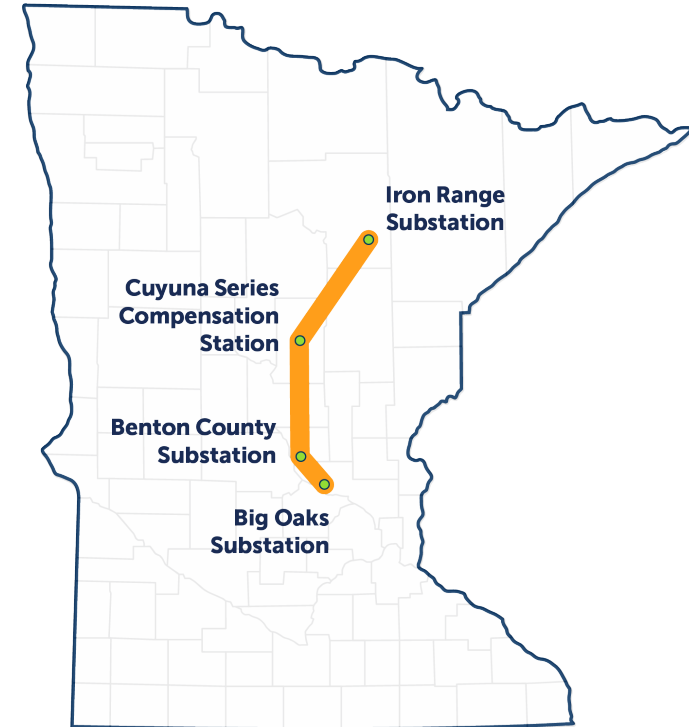 Iron Range
Substation
Cuyuna Series
Compensation
Station
Benton County
Substation
Big Oaks
Substation